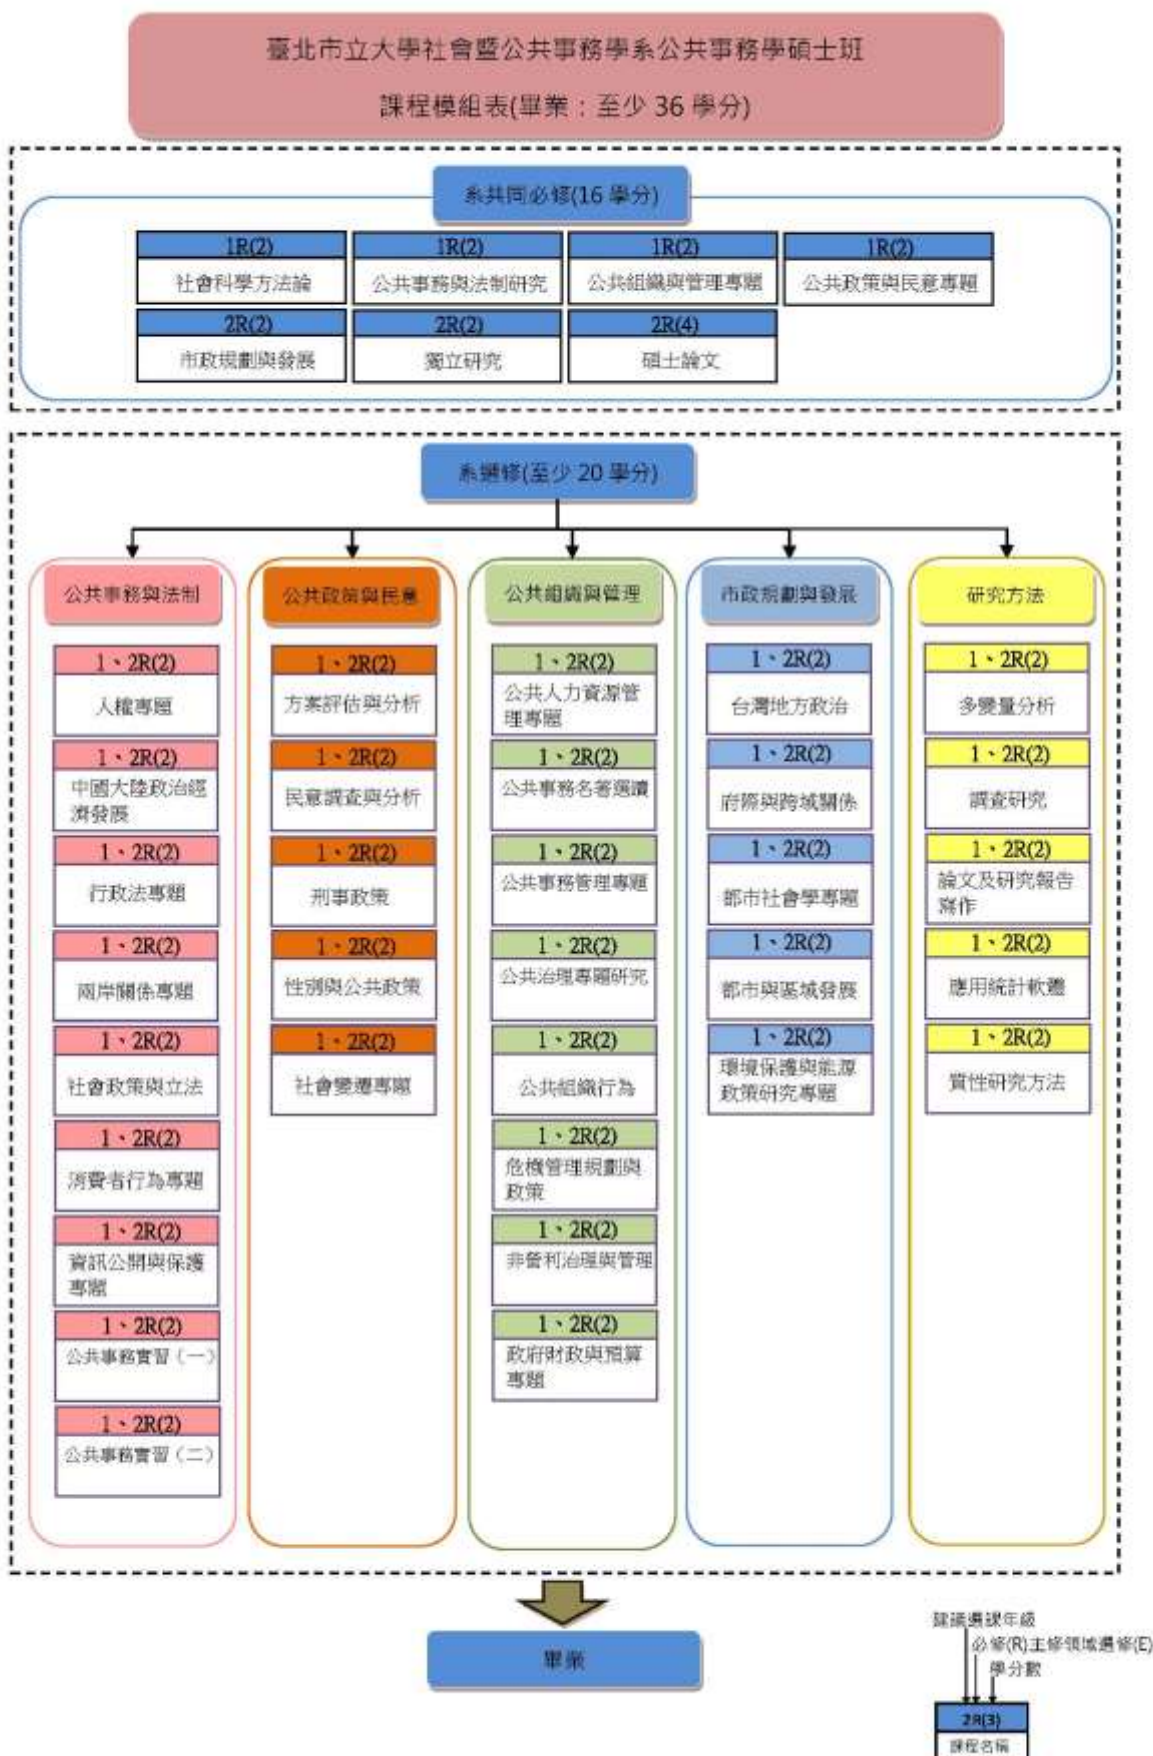 臺北市立大學社會暨公共事務學系公共事務學碩士班
課程模組表(畢業：至少 36 學分)
系共同必修(16 學分)
1R(2)
社會科學方法論
1R(2)
公共事務與法制研究
1R(2)
公共組織與管理專題
1R(2)
公共政策與民意專題
2R(2)
市政規劃與發展
2R(2)
獨立研究
2R(4)
碩士論文
系選修(至少 20 學分)
公共事務與法制
1、2R(2)
人權專題
1、2R(2)
中國大陸政治經
濟發展
1、2R(2)
行政法專題
1、2R(2)
兩岸關係專題
1、2R(2)
社會政策與立法
1、2R(2)
消費者行為專題
1、2R(2)
資訊公開與保護
專題
1、2R(2)
公共事務實習（一）
1、2R(2)
公共事務實習（二）
公共政策與民意
1、2R(2)
方案評估與分析
1、2R(2)
民意調查與分析
1、2R(2)
刑事政策
1、2R(2)
性別與公共政策
1、2R(2)
社會變遷專題
公共組織與管理
1、2R(2)
公共人力資源管
理專題
1、2R(2)
公共事務名著選讀
1、2R(2)
公共事務管理專題
1、2R(2)
公共治理專題研究
1、2R(2)
公共組織行為
1、2R(2)
危機管理規劃與
政策
1、2R(2)
非營利治理與管理
1、2R(2)
政府財政與預算
專題
市政規劃與發展
1、2R(2)
台灣地方政治
1、2R(2)
府際與跨域關係
1、2R(2)
都市社會學專題
1、2R(2)
都市與區域發展
1、2R(2)
環境保護與能源
政策研究專題
研究方法
1、2R(2)
多變量分析
1、2R(2)
調查研究
1、2R(2)
論文及研究報告
寫作
1、2R(2)
應用統計軟體
1、2R(2)
質性研究方法
畢業
建議選課年級
必修(R)主修領域選修(E)
學分數
2R(3)
課程名稱